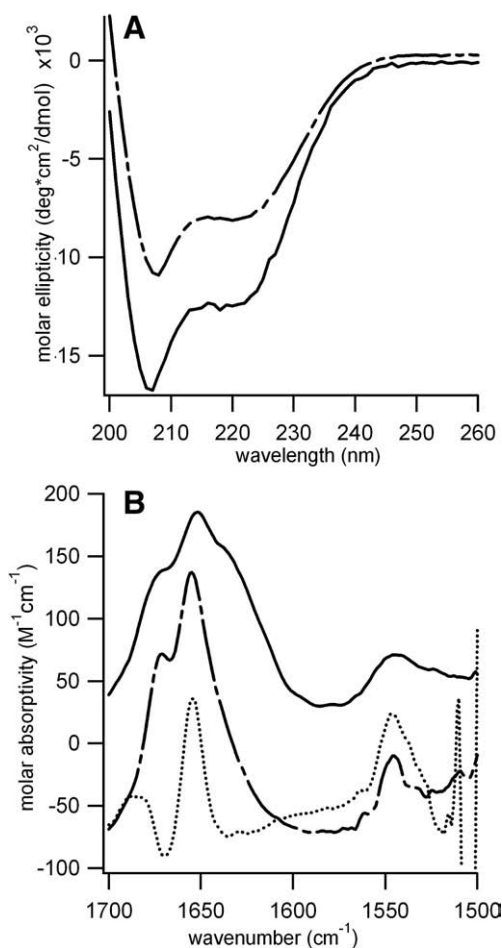 A
molar ellipticity (deg*cm²/dmol) x10³
0
-5
-10
·15
200 210 220 230 240 250 260
wavelength (nm)
B
molar absorptivity (M⁻¹cm⁻¹)
200
150
100
50
0
-50
-100
1700 1650 1600 1550 1500
wavenumber (cm⁻¹)